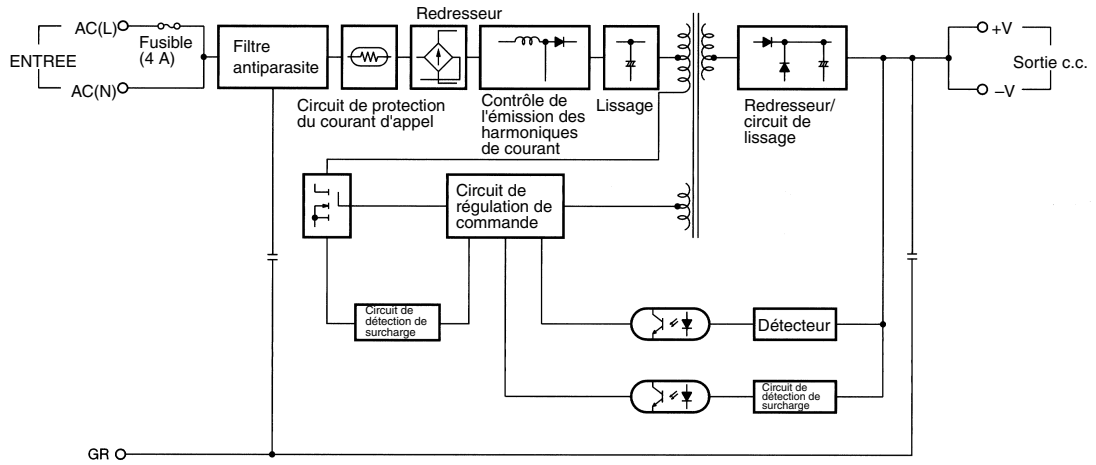 AC(L)
ENTREE
AC(N)
Fusible
(4 A)
Filtre
antiparasite
Redresseur
Circuit de protection
du courant d'appel
Contrôle de
l'émission des
harmoniques
de courant
Lissage
Redresseur/
circuit de
lissage
+V
Sortie c.c.
–V
Circuit de
régulation de
commande
Circuit de
détection de
surcharge
Détecteur
Circuit de
détection de
surcharge
GR